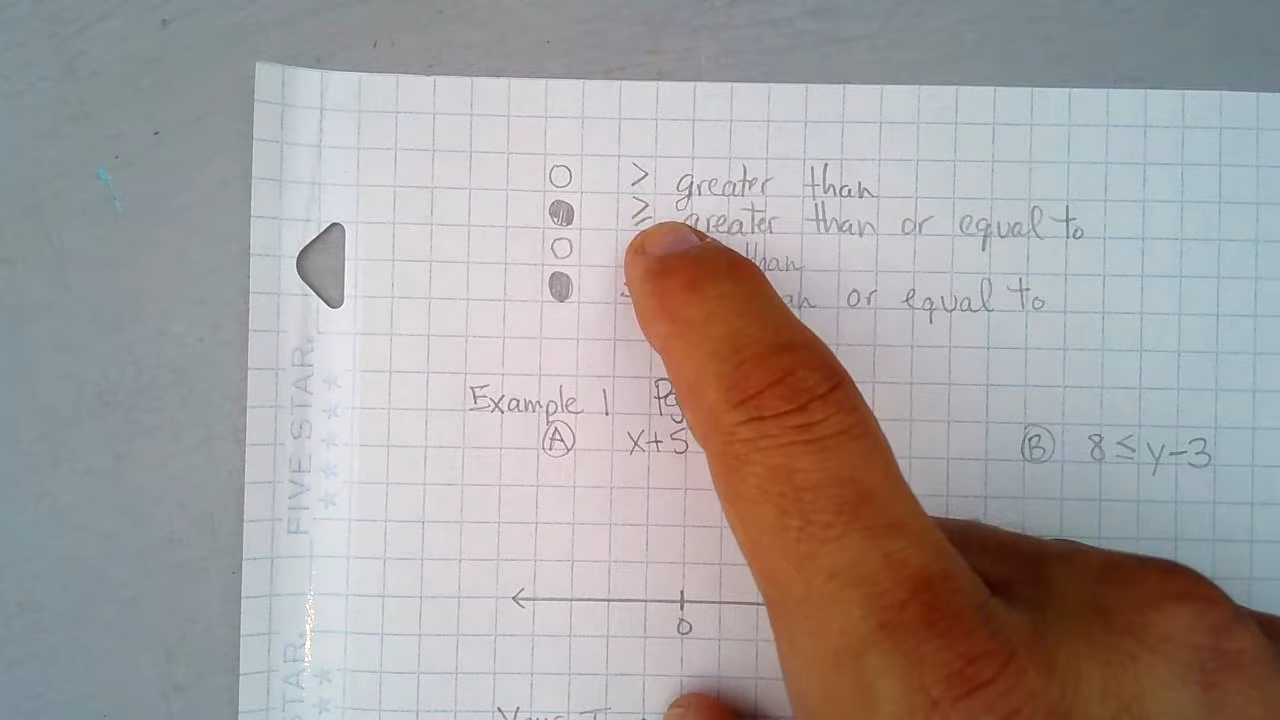 > greater than
≥ greater than or equal to
than
or equal to
Example 1
Ⓐ x+5
Ⓑ 8≤y-3
0
FIVE STAR.
STAR.